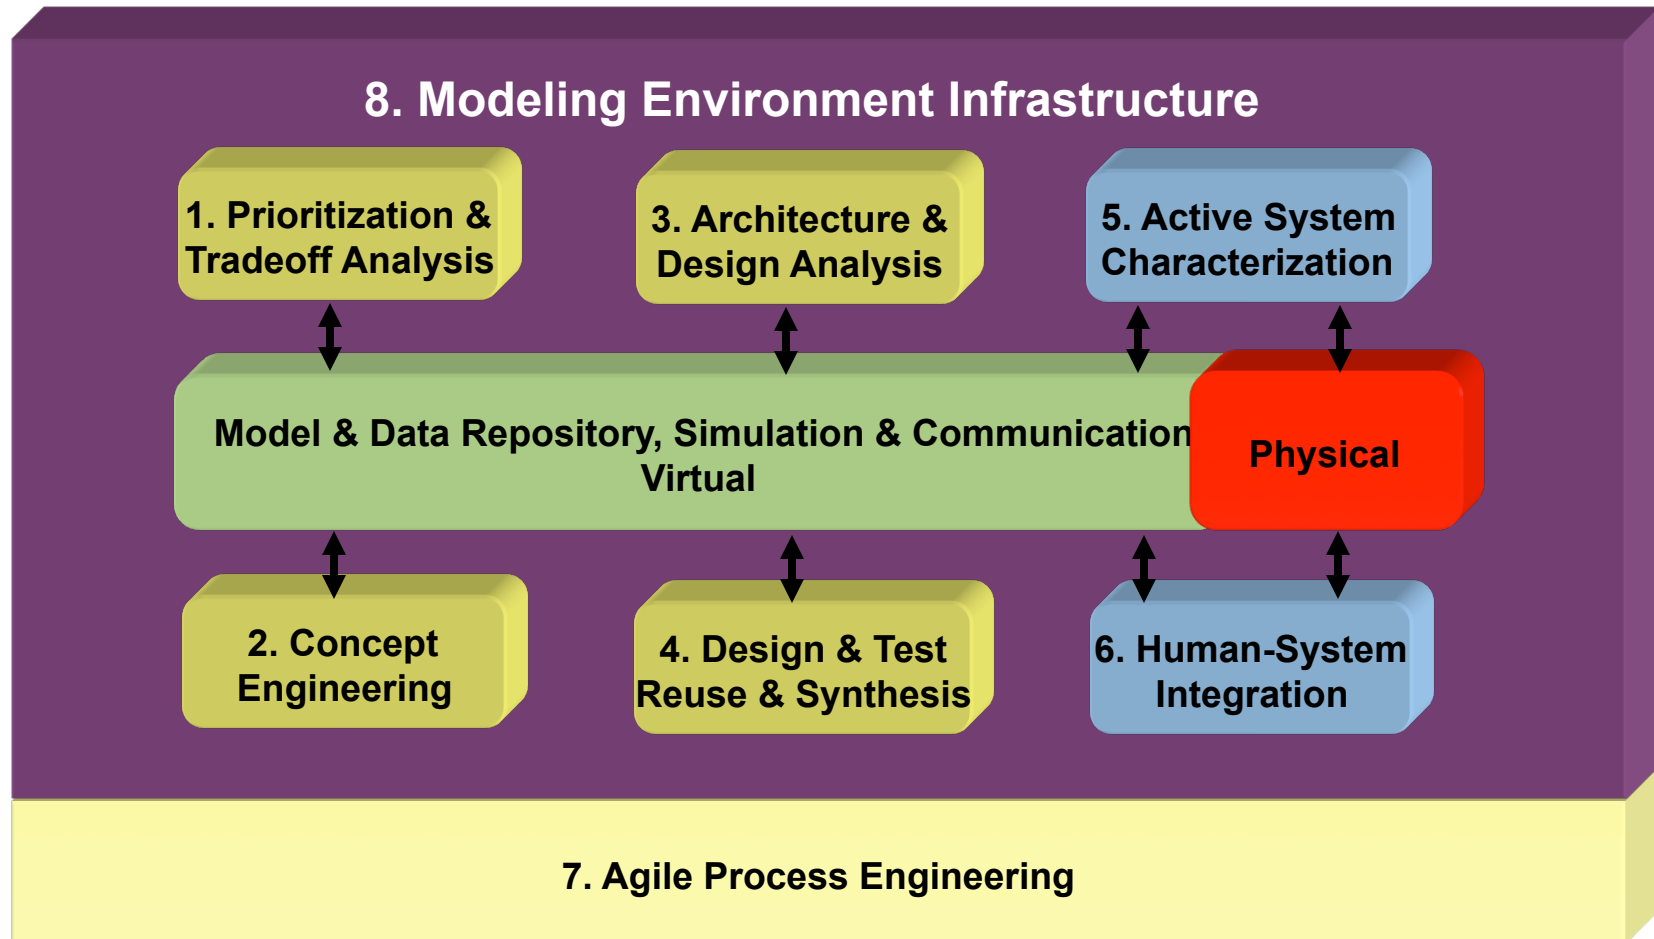 8. Modeling Environment Infrastructure
1. Prioritization &
Tradeoff Analysis
3. Architecture &
Design Analysis
5. Active System
Characterization
Model & Data Repository, Simulation & Communication
Virtual
Physical
2. Concept
Engineering
4. Design & Test
Reuse & Synthesis
6. Human-System
Integration
7. Agile Process Engineering